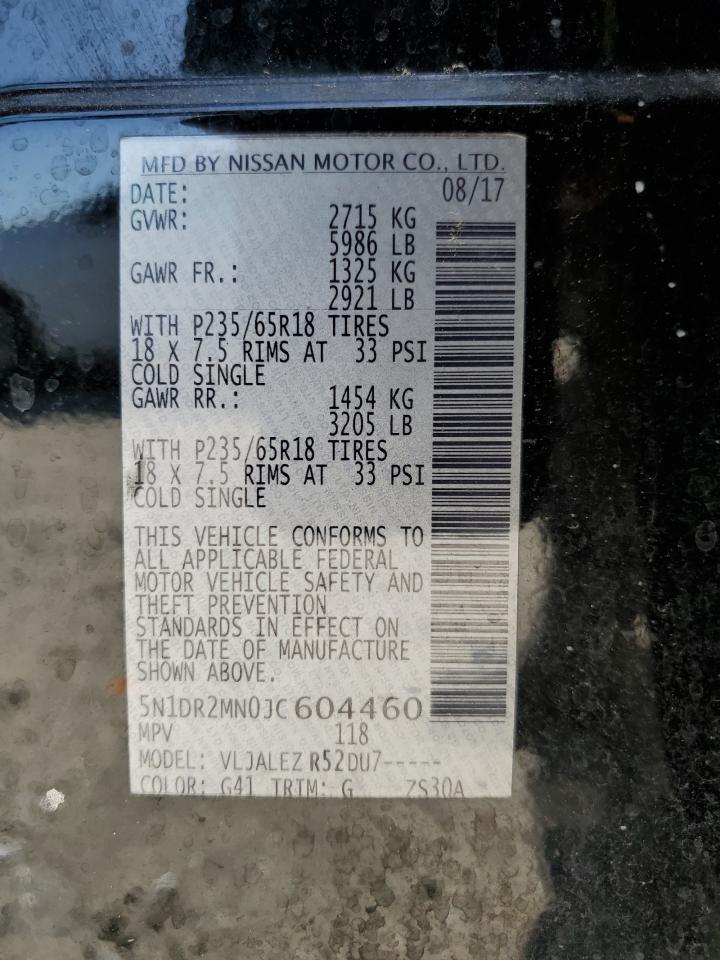 MFD BY NISSAN MOTOR CO., LTD.
DATE: 08/17
GVWR: 2715 KG
5986 LB
GAWR FR.: 1325 KG
2921 LB
WITH P235/65R18 TIRES
18 X 7.5 RIMS AT 33 PSI
COLD SINGLE
GAWR RR.: 1454 KG
3205 LB
WITH P235/65R18 TIRES
18 X 7.5 RIMS AT 33 PSI
COLD SINGLE
THIS VEHICLE CONFORMS TO
ALL APPLICABLE FEDERAL
MOTOR VEHICLE SAFETY AND
THEFT PREVENTION
STANDARDS IN EFFECT ON
THE DATE OF MANUFACTURE
SHOWN ABOVE.
5N1DR2MN0JC604460
MPV 118
MODEL: VLJALEZ R52DU7-----
COLOR: G41 TRIM: G ZS30A